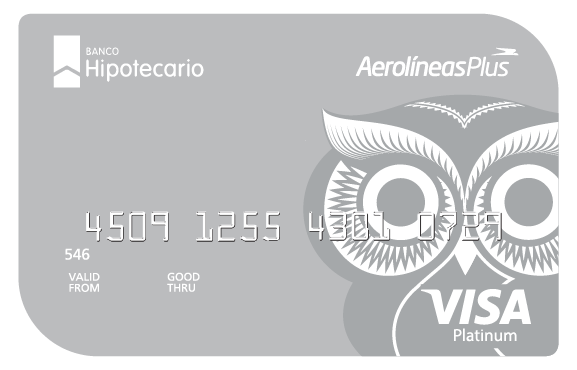 BANCO
Hipotecario
AerolíneasPlus
4509 1255 4301 0729
546
VALID FROM
GOOD THRU
VISA
Platinum